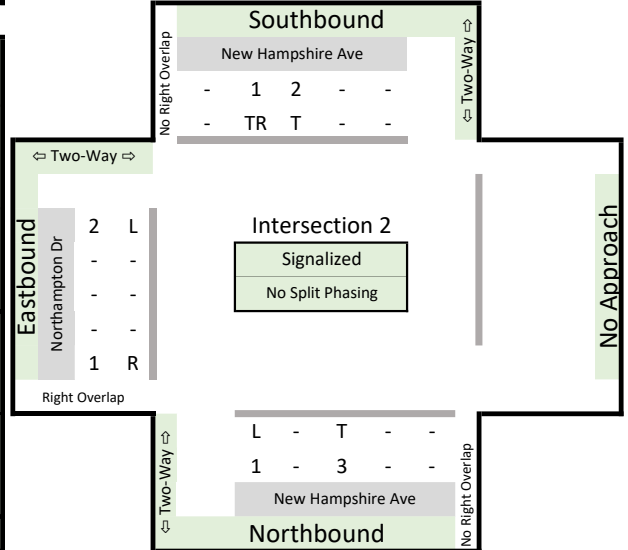 Southbound
New Hampshire Ave
No Right Overlap
- 1 2 - -
- TR T - -
⇦ Two-Way ⇨
⇦ Two-Way ⇨
Eastbound
Northampton Dr
2 L
- -
- -
- -
1 R
Right Overlap
Intersection 2
Signalized
No Split Phasing
No Approach
L - T - -
1 - 3 - -
New Hampshire Ave
Northbound
⇦ Two-Way ⇨
No Right Overlap